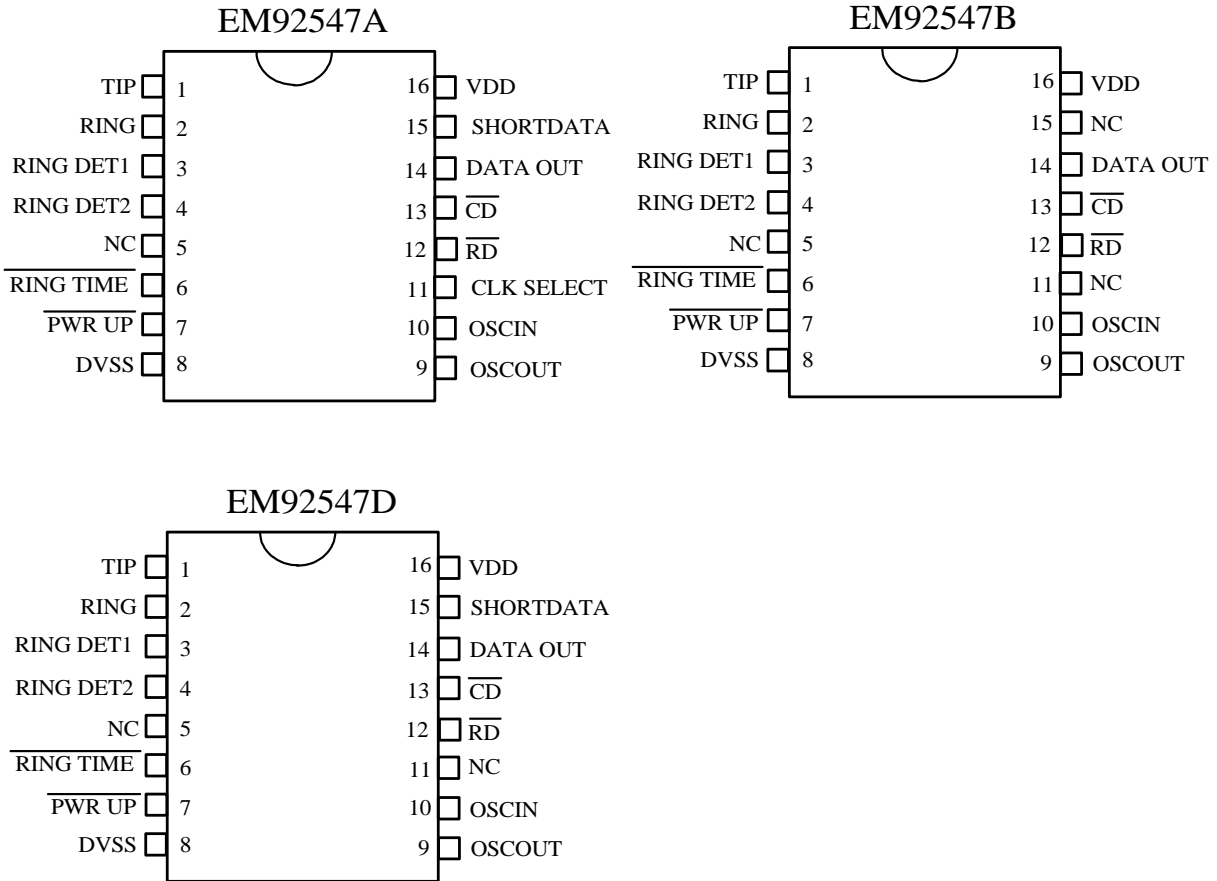 EM92547A
TIP 1 16 VDD
RING 2 15 SHORTDATA
RING DET1 3 14 DATA OUT
RING DET2 4 13 CD
NC 5 12 RD
RING TIME 6 11 CLK SELECT
PWR UP 7 10 OSCIN
DVSS 8 9 OSCOUT
EM92547B
TIP 1 16 VDD
RING 2 15 NC
RING DET1 3 14 DATA OUT
RING DET2 4 13 CD
NC 5 12 RD
RING TIME 6 11 NC
PWR UP 7 10 OSCIN
DVSS 8 9 OSCOUT
EM92547D
TIP 1 16 VDD
RING 2 15 SHORTDATA
RING DET1 3 14 DATA OUT
RING DET2 4 13 CD
NC 5 12 RD
RING TIME 6 11 NC
PWR UP 7 10 OSCIN
DVSS 8 9 OSCOUT